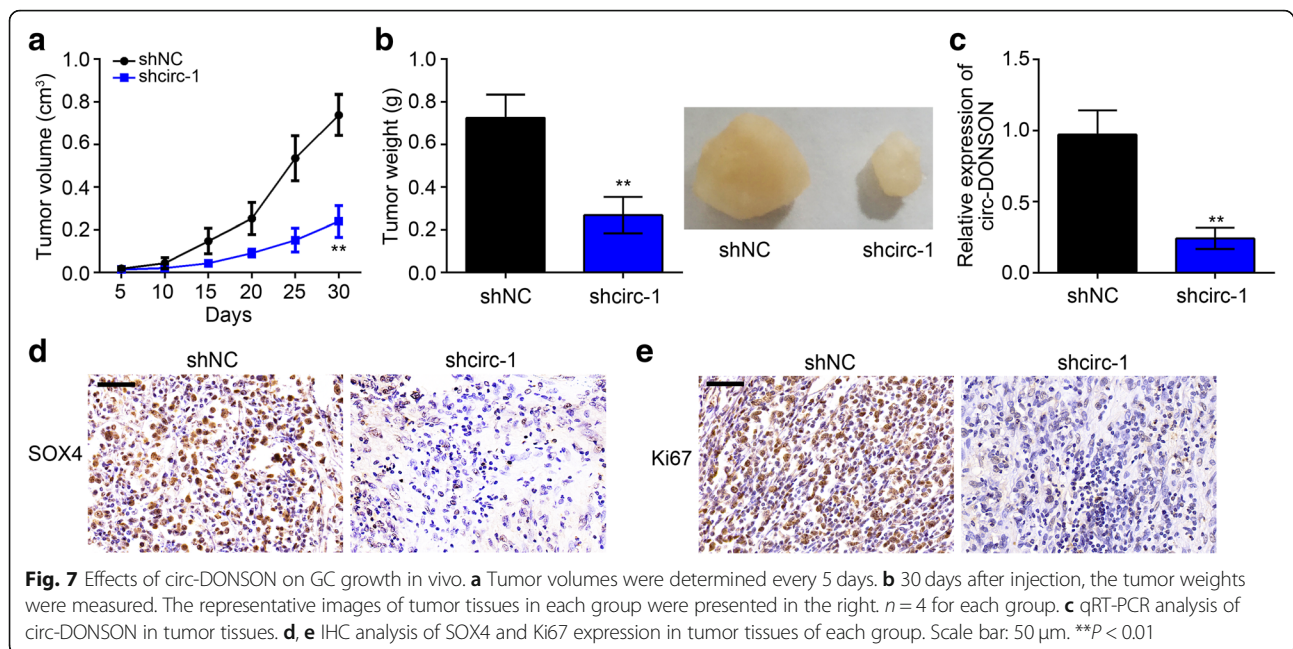 a
shNC
shcirc-1
Tumor volume (cm³)
1.0
0.8
0.6
0.4
0.2
0.0
**
5 10 15 20 25 30
Days
b
Tumor weight (g)
1.0
0.8
0.6
0.4
0.2
0.0
**
shNC shcirc-1
shNC shcirc-1
c
Relative expression of
circ-DONSON
1.5
1.0
0.5
0.0
**
shNC shcirc-1
d
shNC shcirc-1
SOX4
e
shNC shcirc-1
Ki67
Fig. 7 Effects of circ-DONSON on GC growth in vivo. a Tumor volumes were determined every 5 days. b 30 days after injection, the tumor weights
were measured. The representative images of tumor tissues in each group were presented in the right. n = 4 for each group. c qRT-PCR analysis of
circ-DONSON in tumor tissues. d, e IHC analysis of SOX4 and Ki67 expression in tumor tissues of each group. Scale bar: 50 μm. **P < 0.01